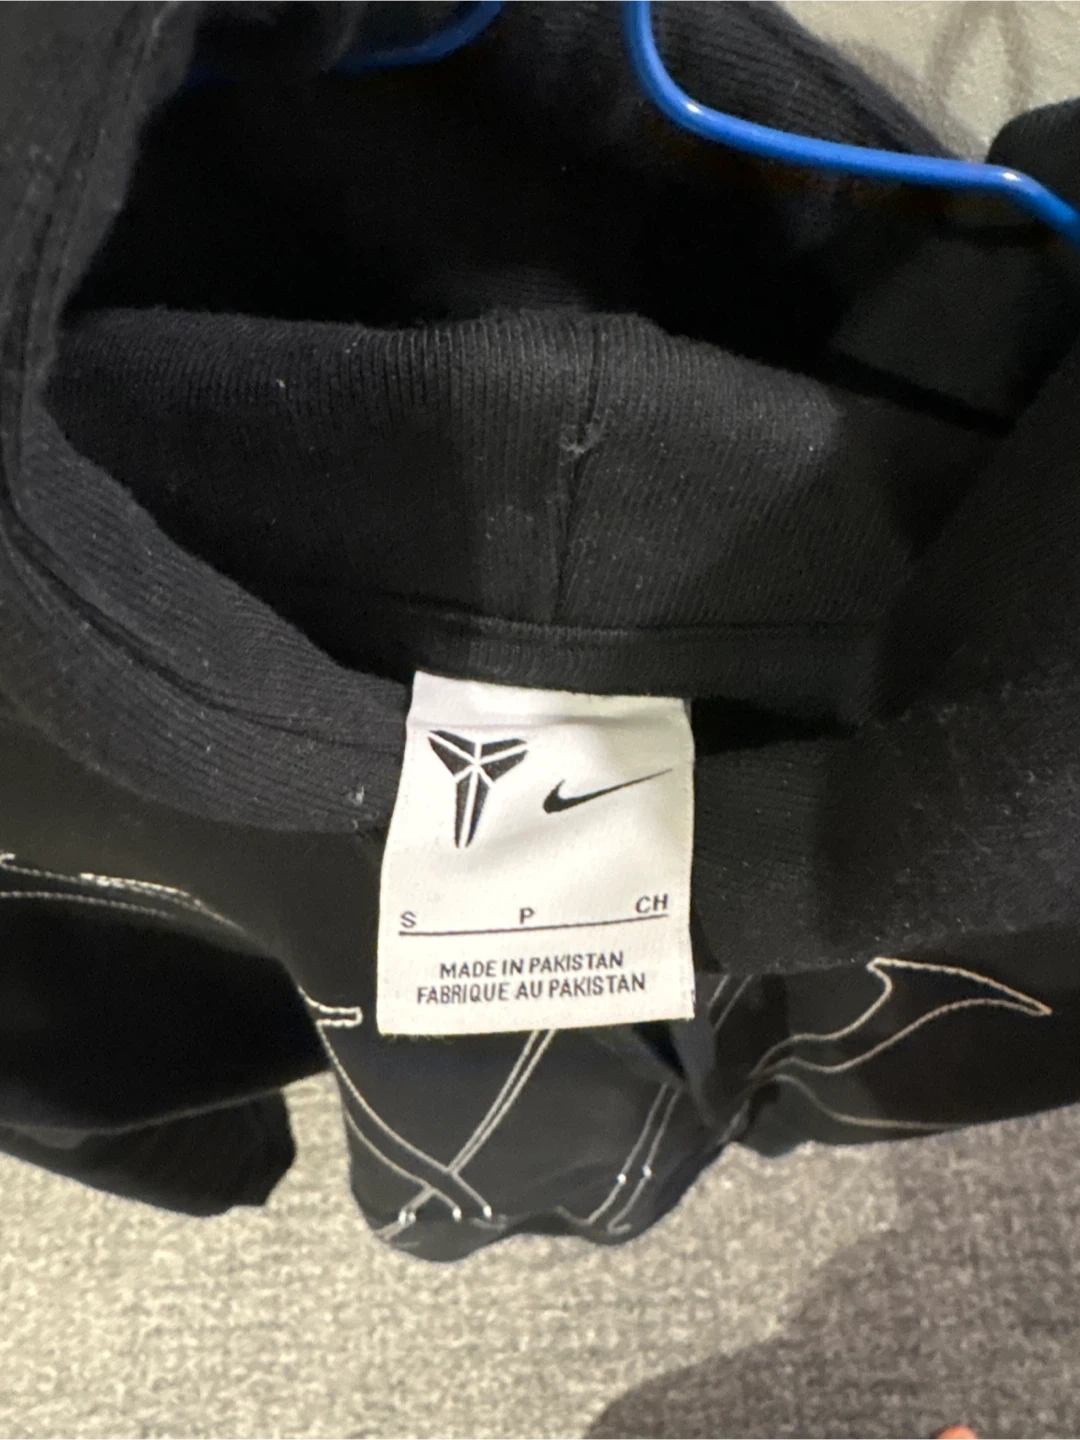 S P CH
MADE IN PAKISTAN
FABRIQUE AU PAKISTAN